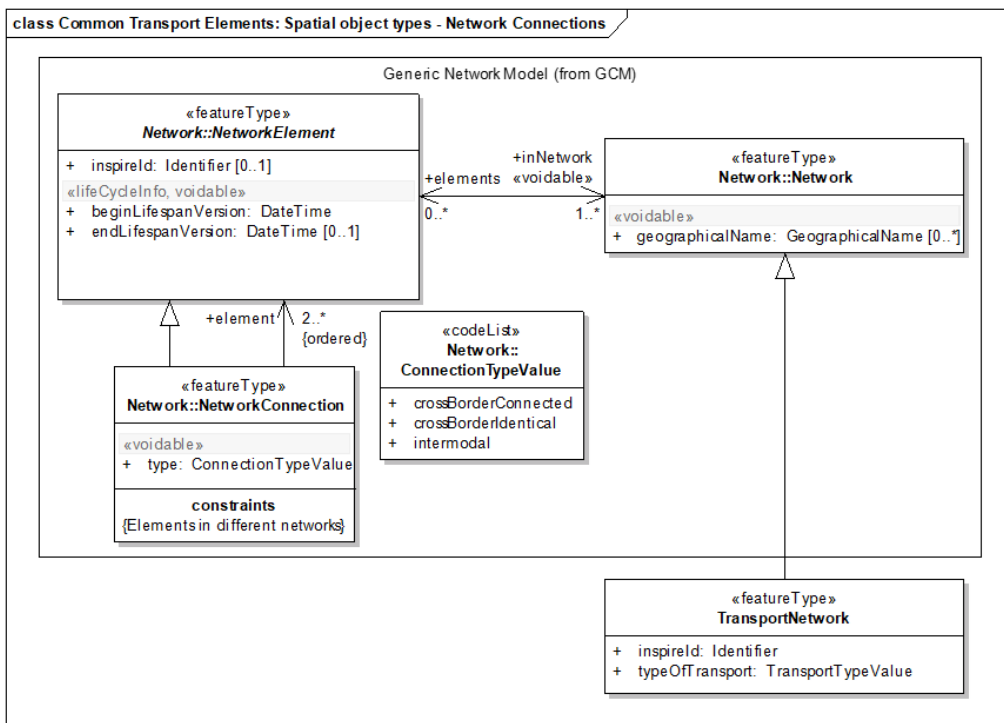 class Common Transport Elements: Spatial object types - Network Connections
Generic Network Model (from GCM)
«featureType»
Network::NetworkElement
+ inspireId: Identifier [0..1]
«lifeCycleInfo, voidable»
+ beginLifespanVersion: DateTime
+ endLifespanVersion: DateTime [0..1]
+inNetwork
+elements «voidable»
0..* 1..*
«featureType»
Network::Network
«voidable»
+ geographicalName: GeographicalName [0..*]
+element 2..*
{ordered}
«codeList»
Network::
ConnectionTypeValue
+ crossBorderConnected
+ crossBorderIdentical
+ intermodal
«featureType»
Network::NetworkConnection
«voidable»
+ type: ConnectionTypeValue
constraints
{Elements in different networks}
«featureType»
TransportNetwork
+ inspireId: Identifier
+ typeOfTransport: TransportTypeValue